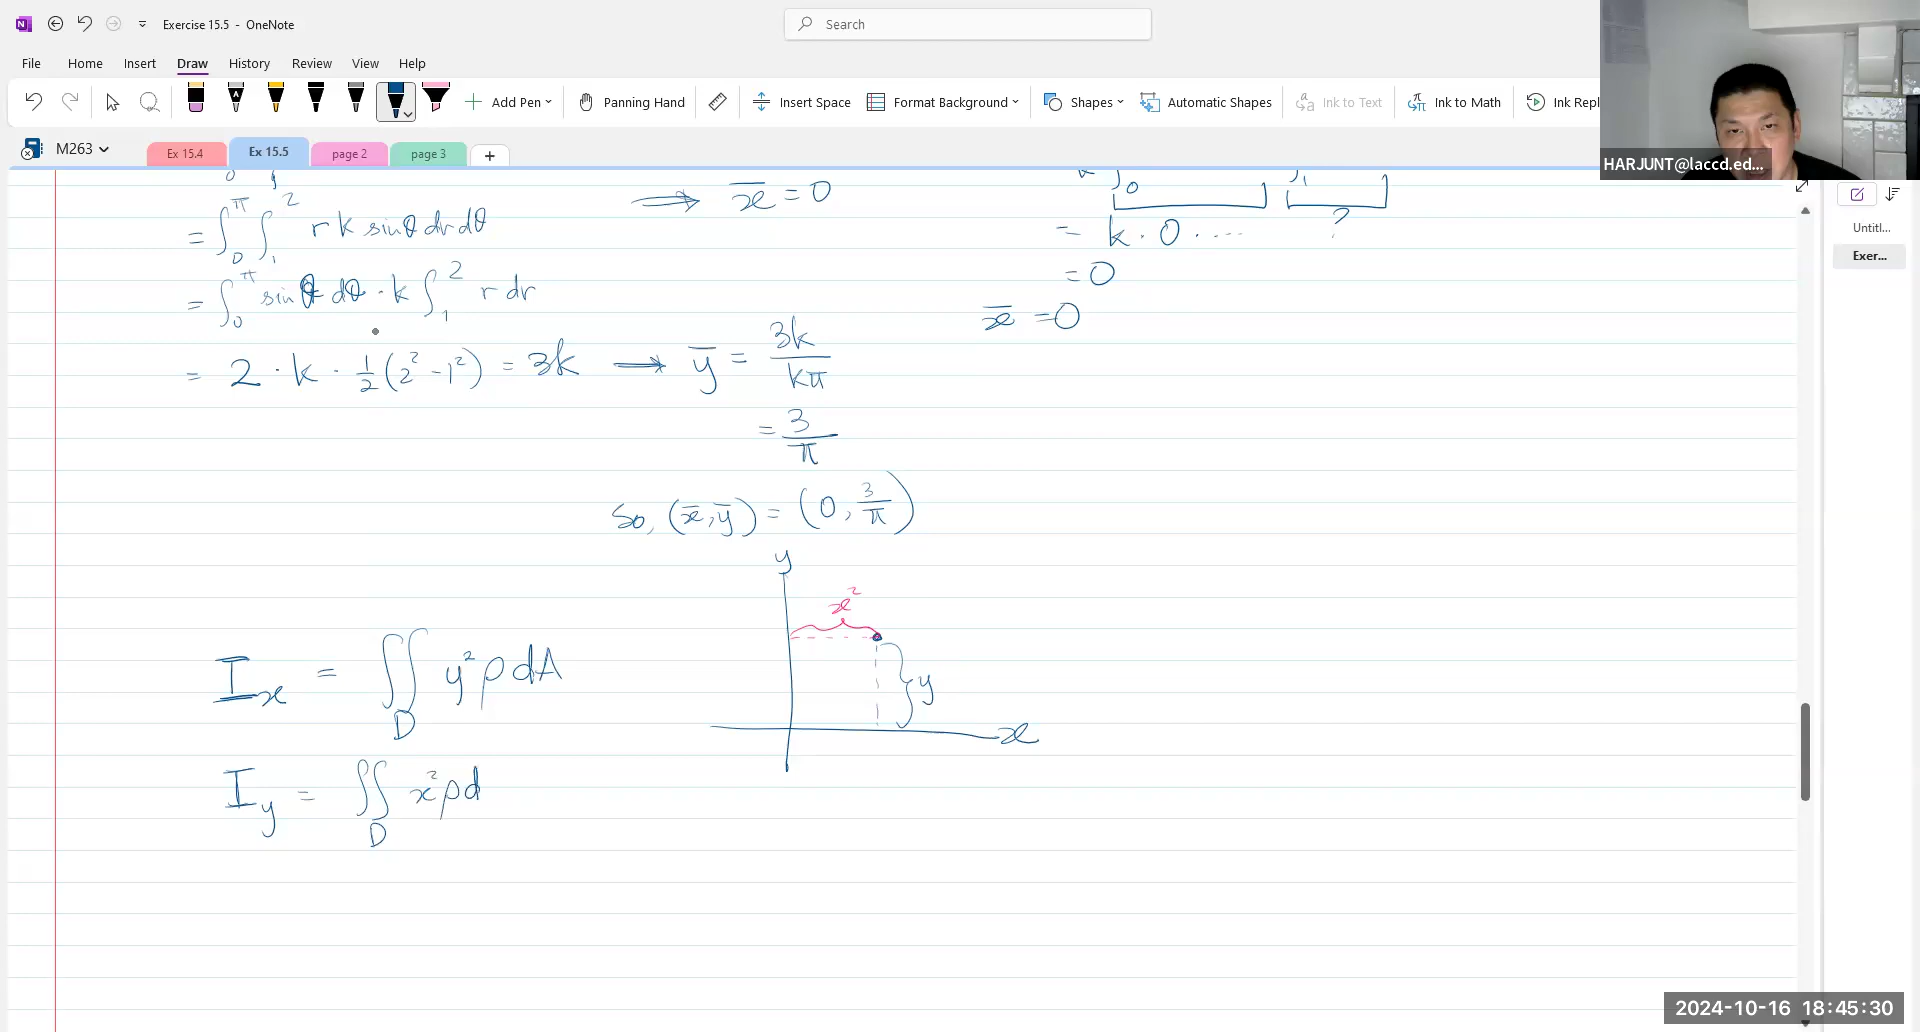 Exercise 15.5 - OneNote
Search
File Home Insert Draw History Review View Help
Add Pen Panning Hand Insert Space Format Background Shapes Automatic Shapes Ink to Text Ink to Math Ink Repl
HARJUNT@laccd.ed...
M263 Ex 15.4 Ex 15.5 page 2 page 3 +
Untitl...
Exer...
⟹ x̄ = 0
= ∫₀^π ∫₁² r k sinθ dr dθ
= ∫₀^π sinθ dθ · k ∫₁² r dr
= 2 · k · 1/2 (2² - 1²) = 3k ⟹ ȳ = 3k/kπ
= 3/π
So, (x̄, ȳ) = (0, 3/π)
= k · 0 · .... ?
= 0
x̄ = 0
y
x²
y
x
I_x = ∬_D y² ρ dA
I_y = ∬_D x² ρ d
2024-10-16 18:45:30